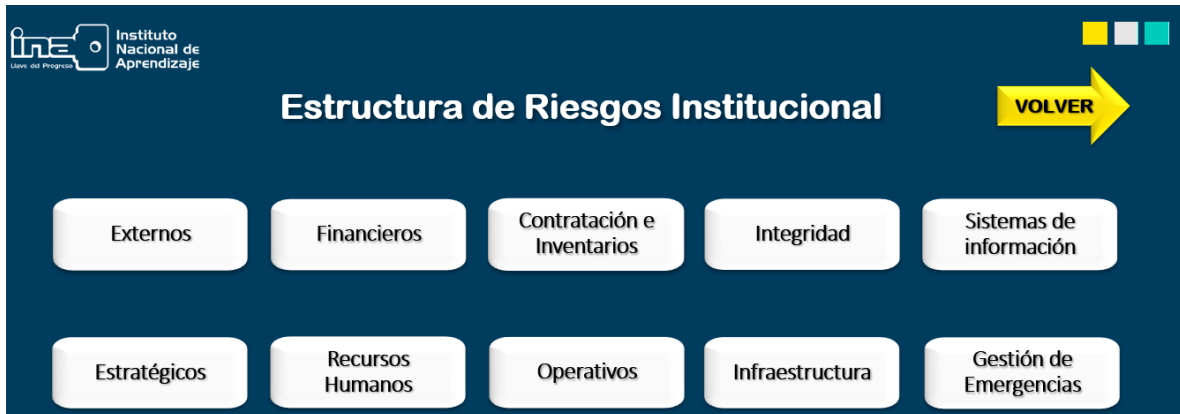 ina
Llave del Progreso
Instituto
Nacional de
Aprendizaje
Estructura de Riesgos Institucional
VOLVER
Externos
Financieros
Contratación e
Inventarios
Integridad
Sistemas de
información
Estratégicos
Recursos
Humanos
Operativos
Infraestructura
Gestión de
Emergencias